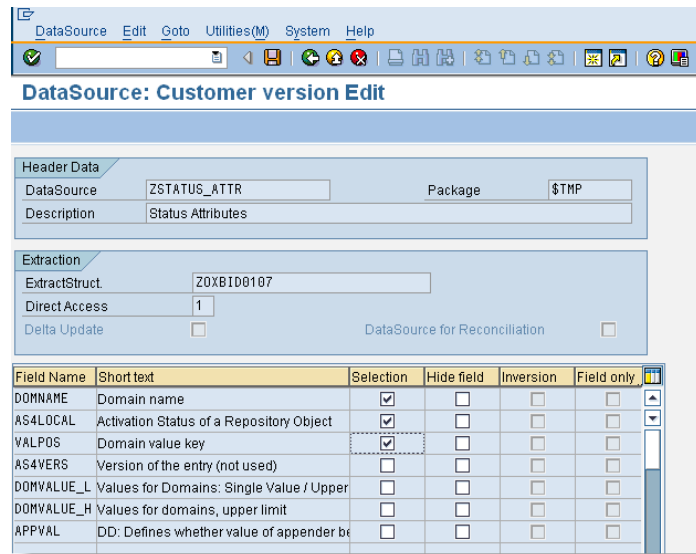 DataSource Edit Goto Utilities(M) System Help
DataSource: Customer version Edit
Header Data
DataSource ZSTATUS_ATTR Package $TMP
Description Status Attributes
Extraction
ExtractStruct. ZOXBID0107
Direct Access 1
Delta Update DataSource for Reconciliation
Field Name Short text Selection Hide field Inversion Field only
DOMNAME Domain name
AS4LOCAL Activation Status of a Repository Object
VALPOS Domain value key
AS4VERS Version of the entry (not used)
DOMVALUE_L Values for Domains: Single Value / Upper
DOMVALUE_H Values for domains, upper limit
APPVAL DD: Defines whether value of appender be